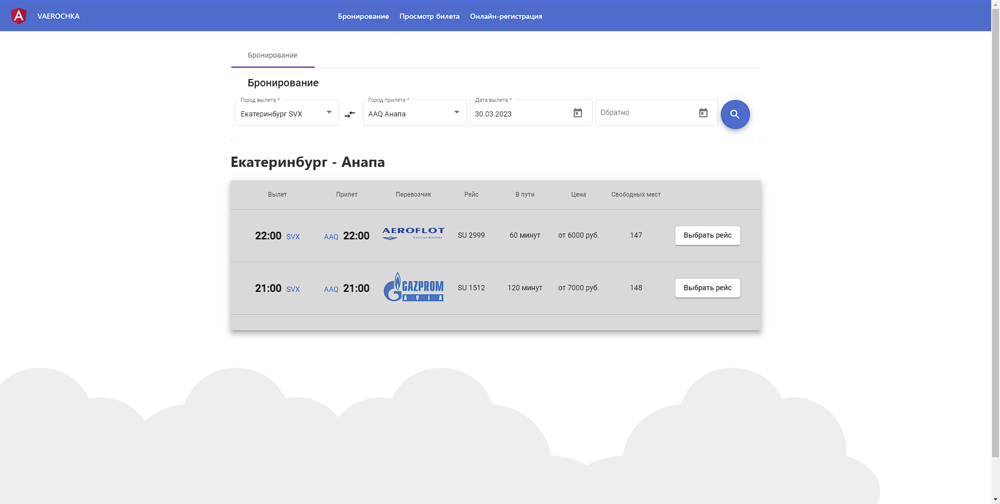 VAEROCHKA Бронирование Просмотр билета Онлайн-регистрация
Бронирование
Бронирование
Город вылета * Город прилёта * Дата вылета *
Екатеринбург SVX AAQ Анапа 30.03.2023 Обратно
Екатеринбург - Анапа
Вылет Прилет Перевозчик Рейс В пути Цена Свободных мест
22:00 SVX AAQ 22:00 AEROFLOT Russian Airlines SU 2999 60 минут от 6000 руб. 147 Выбрать рейс
21:00 SVX AAQ 21:00 GAZPROM AVIA SU 1512 120 минут от 7000 руб. 148 Выбрать рейс